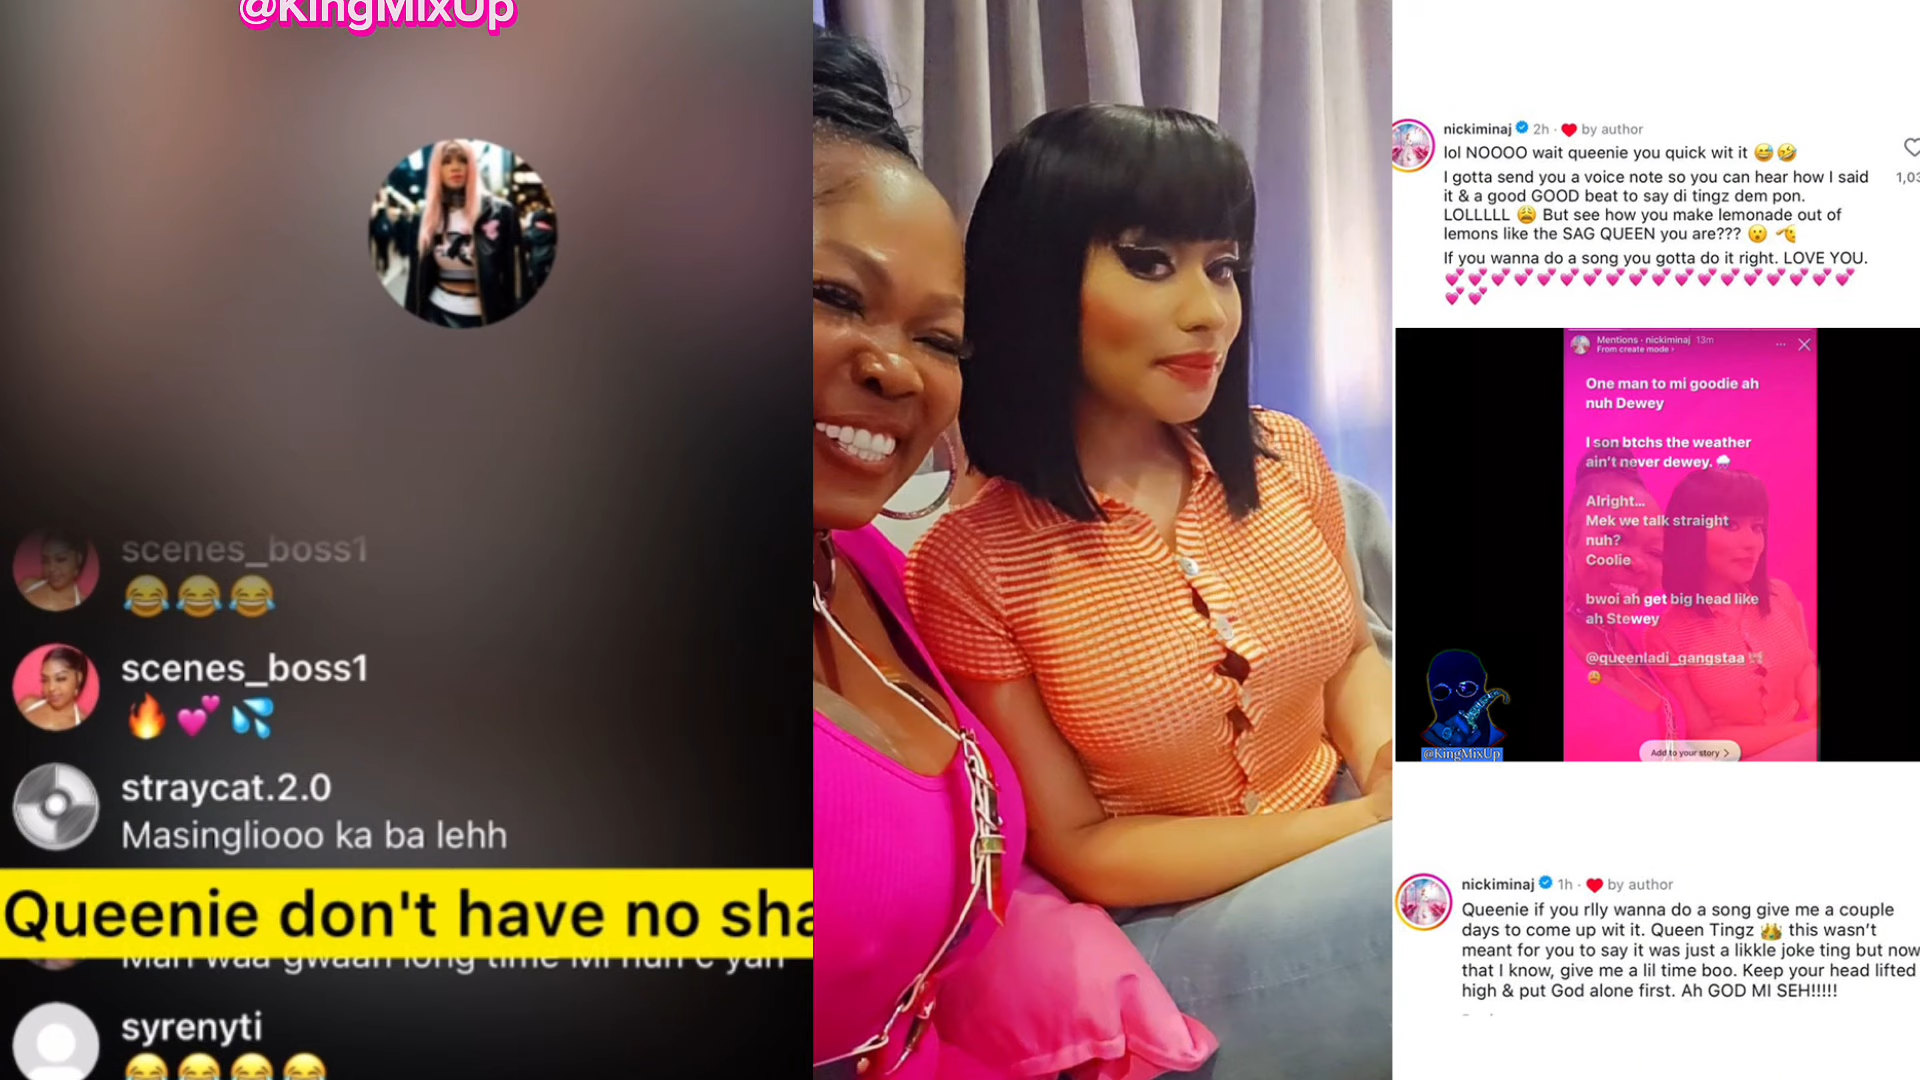 @KingMixUp
scenes_boss1
😂😂😂
scenes_boss1
🔥💕💦
straycat.2.0
Masingliooo ka ba lehh
Queenie don't have no sha
syrenyti
😂😂😂😂
nickiminaj 2h · ❤️ by author
lol NOOOO wait queenie you quick wit it 😅🤣
I gotta send you a voice note so you can hear how I said
it & a good GOOD beat to say di tingz dem pon.
LOLLLLL 😩 But see how you make lemonade out of
lemons like the SAG QUEEN you are??? 😮
If you wanna do a song you gotta do it right. LOVE YOU.
💕💕💕💕💕💕💕💕💕💕💕💕💕💕💕💕💕💕
💕💕
1,03
Mentions · nickiminaj 13m
From create mode >
One man to mi goodie ah
nuh Dewey
I son btchs the weather
ain't never dewey. 🌧️
Alright...
Mek we talk straight
nuh?
Coolie
bwoi ah get big head like
ah Stewey
@queenladi_gangstaa
😩
Add to your story >
@KingMixUp
nickiminaj 1h · ❤️ by author
Queenie if you rlly wanna do a song give me a couple
days to come up wit it. Queen Tingz 👑 this wasn't
meant for you to say it was just a likkle joke ting but now
that I know, give me a lil time boo. Keep your head lifted
high & put God alone first. Ah GOD MI SEH!!!!!